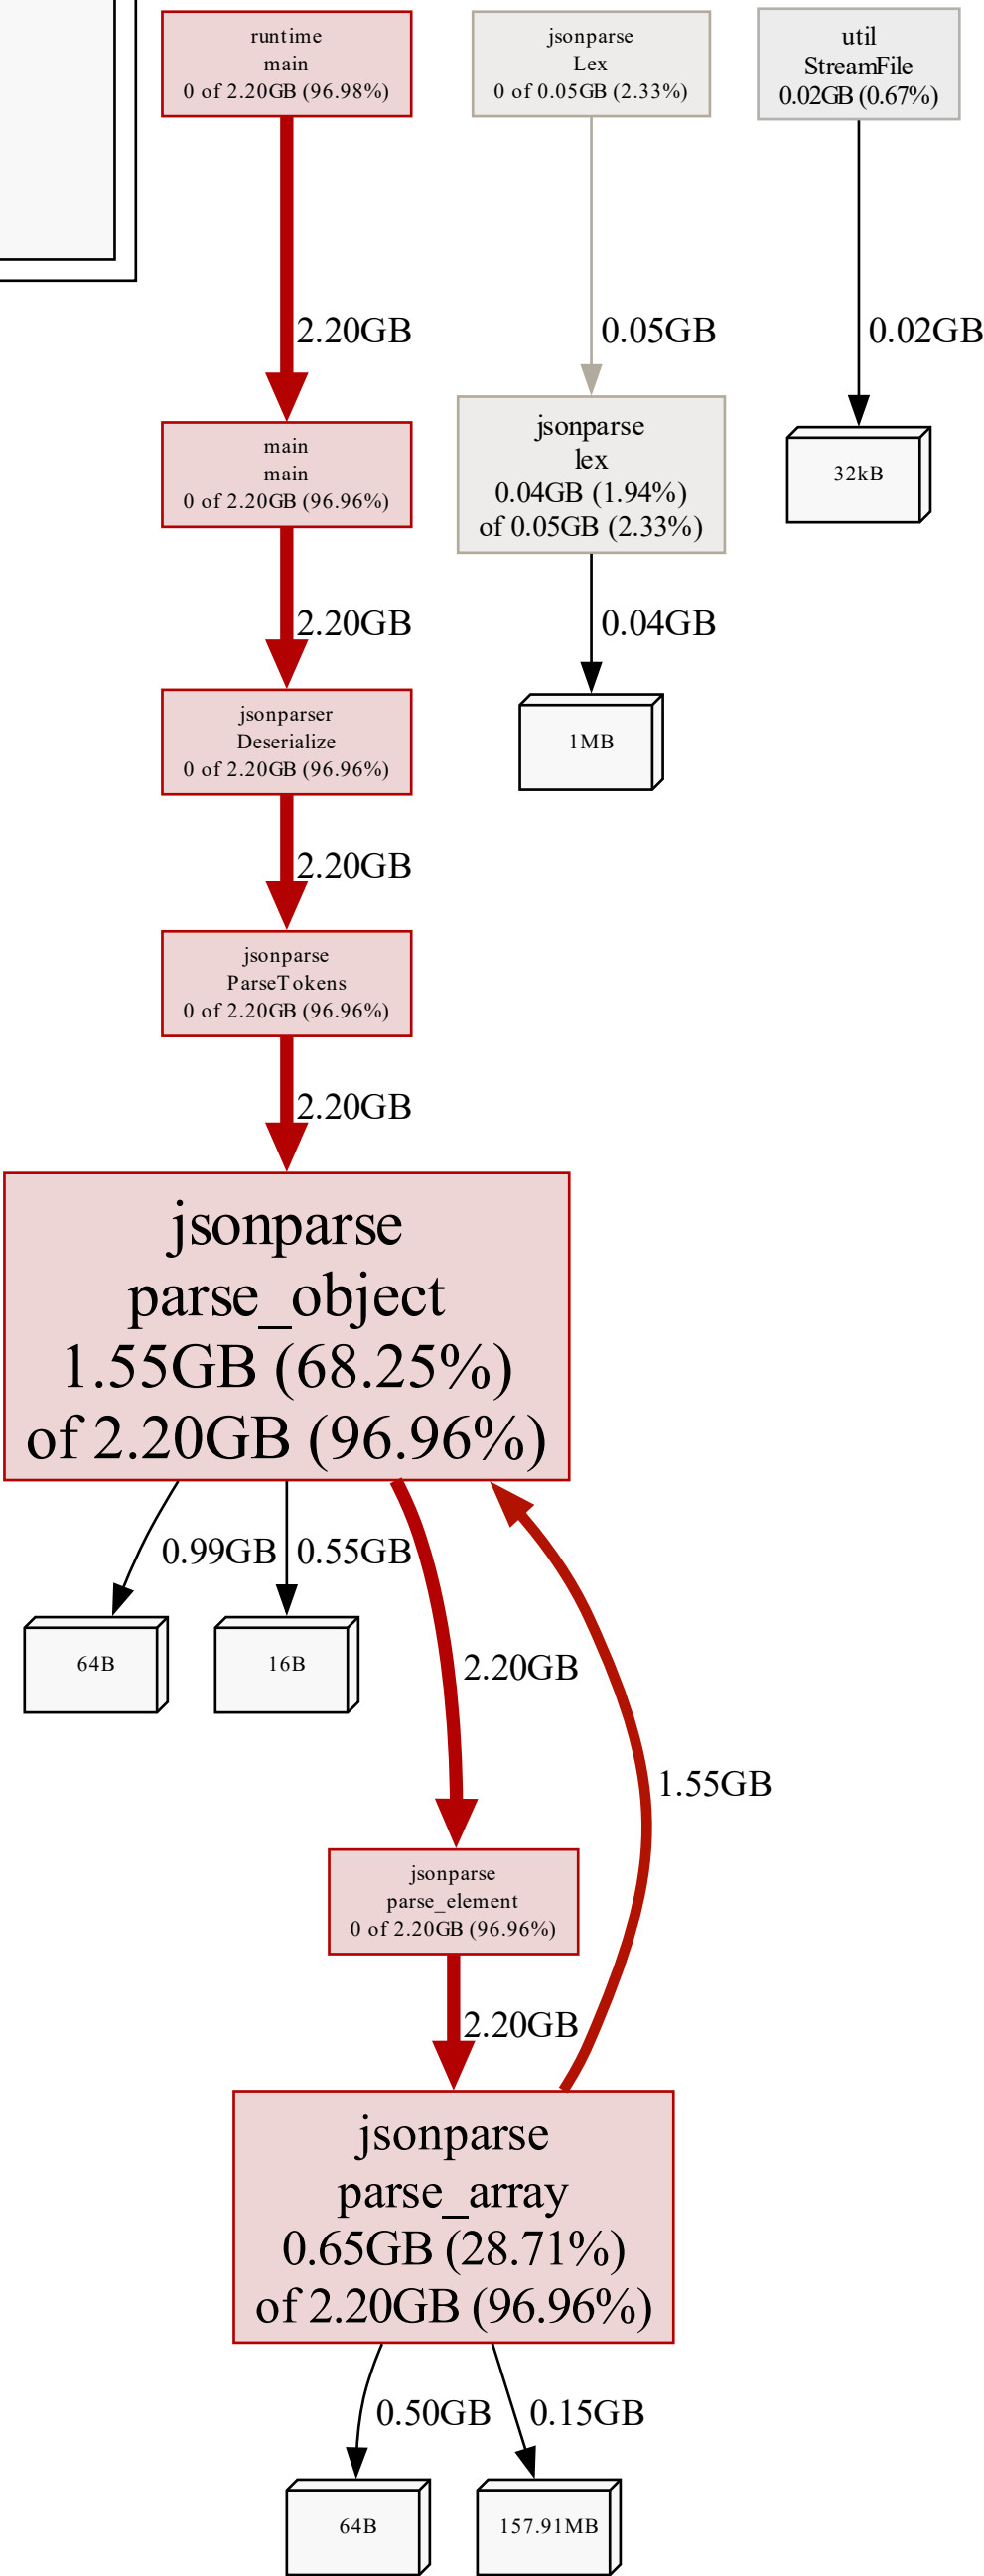 runtime
main
0 of 2.20GB (96.98%)
jsonparse
Lex
0 of 0.05GB (2.33%)
util
StreamFile
0.02GB (0.67%)
2.20GB
0.05GB
0.02GB
main
main
0 of 2.20GB (96.96%)
jsonparse
lex
0.04GB (1.94%)
of 0.05GB (2.33%)
32kB
2.20GB
0.04GB
jsonparser
Deserialize
0 of 2.20GB (96.96%)
1MB
2.20GB
jsonparse
ParseTokens
0 of 2.20GB (96.96%)
2.20GB
jsonparse
parse_object
1.55GB (68.25%)
of 2.20GB (96.96%)
0.99GB
0.55GB
64B
16B
2.20GB
1.55GB
jsonparse
parse_element
0 of 2.20GB (96.96%)
2.20GB
jsonparse
parse_array
0.65GB (28.71%)
of 2.20GB (96.96%)
0.50GB
0.15GB
64B
157.91MB